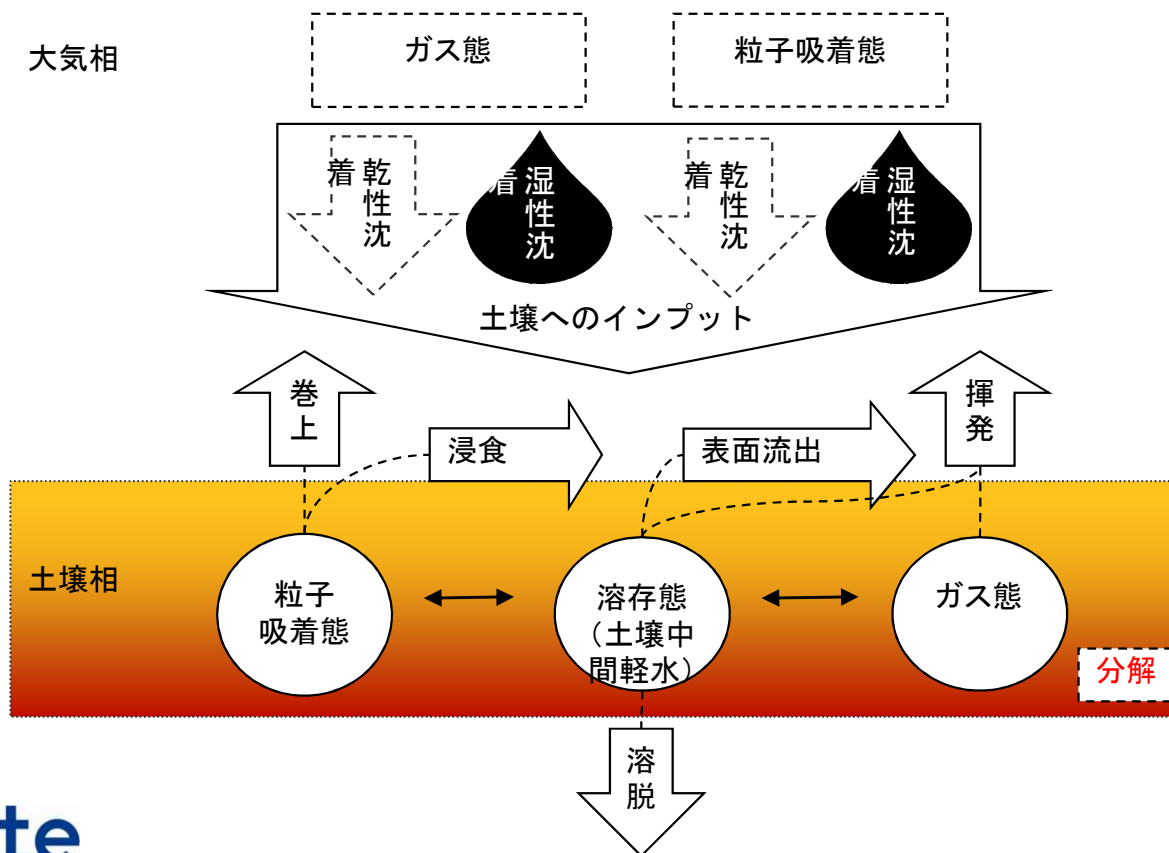 大気相
ガス態
粒子吸着態
乾性沈
着
湿性沈
着
乾性沈
着
湿性沈
着
土壌へのインプット
巻
上
浸食
表面流出
揮
発
土壌相
粒子
吸着態
溶存態
（土壌中
間軽水）
ガス態
分解
溶
脱
te